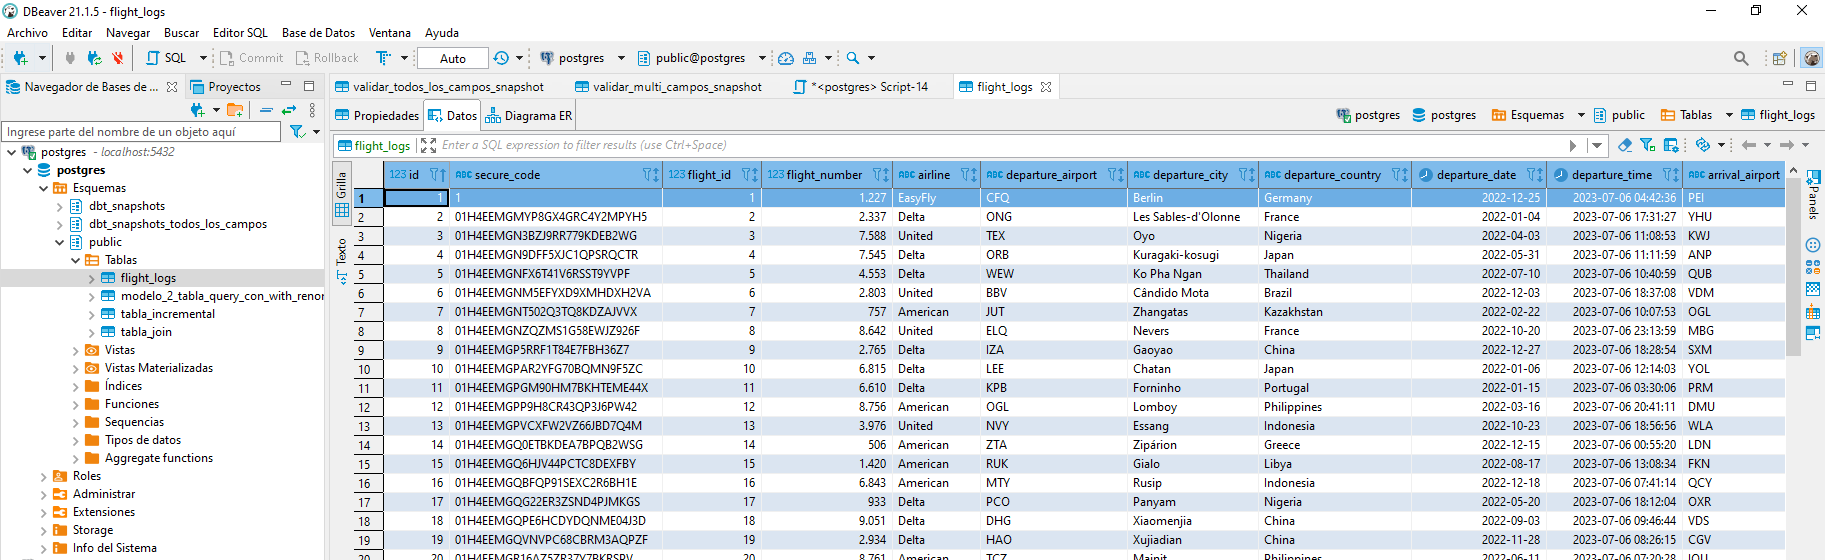 DBeaver 21.1.5 - flight_logs
Archivo Editar Navegar Buscar Editor SQL Base de Datos Ventana Ayuda
SQL Commit Rollback Auto postgres public@postgres
Navegador de Bases de ... Proyectos
validar_todos_los_campos_snapshot validar_multi_campos_snapshot *<postgres> Script-14 flight_logs
Propiedades Datos Diagrama ER postgres postgres Esquemas public Tablas flight_logs
Ingrese parte del nombre de un objeto aquí
postgres - localhost:5432
postgres
Esquemas
dbt_snapshots
dbt_snapshots_todos_los_campos
public
Tablas
flight_logs
modelo_2_tabla_query_con_with_renor
tabla_incremental
tabla_join
Vistas
Vistas Materializadas
Índices
Funciones
Sequencias
Tipos de datos
Aggregate functions
Roles
Administrar
Extensiones
Storage
Info del Sistema
flight_logs Enter a SQL expression to filter results (use Ctrl+Space)
Grilla
Texto
Panels
123 id ABC secure_code 123 flight_id 123 flight_number ABC airline ABC departure_airport ABC departure_city ABC departure_country departure_date departure_time ABC arrival_airport
1 1 1 1 1.227 EasyFly CFQ Berlin Germany 2022-12-25 2023-07-06 04:42:36 PEI
2 2 01H4EEMGMYP8GX4GRC4Y2MPYH5 2 2.337 Delta ONG Les Sables-d'Olonne France 2022-01-04 2023-07-06 17:31:27 YHU
3 3 01H4EEMGN3BZJ9RR779KDEB2WG 3 7.588 United TEX Oyo Nigeria 2022-04-03 2023-07-06 11:08:53 KWJ
4 4 01H4EEMGN9DFF5XJC1QPSRQCTR 4 7.545 Delta ORB Kuragaki-kosugi Japan 2022-05-31 2023-07-06 11:11:59 ANP
5 5 01H4EEMGNFX6T41V6RSST9YVPF 5 4.553 Delta WEW Ko Pha Ngan Thailand 2022-07-10 2023-07-06 10:40:59 QUB
6 6 01H4EEMGNM5EFYXD9XMHDXH2VA 6 2.803 United BBV Cândido Mota Brazil 2022-12-03 2023-07-06 18:37:08 VDM
7 7 01H4EEMGNT502Q3TQ8KDZAJVVX 7 757 American JUT Zhangatas Kazakhstan 2022-02-22 2023-07-06 10:07:53 OGL
8 8 01H4EEMGNZQZMS1G58EWJZ926F 8 8.642 United ELQ Nevers France 2022-10-20 2023-07-06 23:13:59 MBG
9 9 01H4EEMGP5RRF1T84E7FBH36Z7 9 2.765 Delta IZA Gaoyao China 2022-12-27 2023-07-06 18:28:54 SXM
10 10 01H4EEMGPAR2YFG70BQMN9F5ZC 10 6.815 Delta LEE Chatan Japan 2022-01-06 2023-07-06 12:14:03 YOL
11 11 01H4EEMGPGM90HM7BKHTEME44X 11 6.610 Delta KPB Forninho Portugal 2022-01-15 2023-07-06 03:30:06 PRM
12 12 01H4EEMGPP9H8CR43QP3J6PW42 12 8.756 American OGL Lomboy Philippines 2022-03-16 2023-07-06 20:41:11 DMU
13 13 01H4EEMGPVCXFW2VZ66JBD7Q4M 13 3.976 United NVY Essang Indonesia 2022-10-23 2023-07-06 18:56:56 WLA
14 14 01H4EEMGQ0ETBKDEA7BPQB2WSG 14 506 American ZTA Zipárion Greece 2022-12-15 2023-07-06 00:55:20 LDN
15 15 01H4EEMGQ6HJV44PCTC8DEXFBY 15 1.420 American RUK Gialo Libya 2022-08-17 2023-07-06 13:08:34 FKN
16 16 01H4EEMGQBFQP91SEXC2R6BH1E 16 6.843 American MTY Rusip Indonesia 2022-12-18 2023-07-06 07:41:14 QCY
17 17 01H4EEMGQG22ER3ZSND4PJMKGS 17 933 Delta PCO Panyam Nigeria 2022-05-20 2023-07-06 18:12:04 OXR
18 18 01H4EEMGQPE6HCDYDQNME04J3D 18 9.051 Delta DHG Xiaomenjia China 2022-09-03 2023-07-06 09:46:44 VDS
19 19 01H4EEMGQVNVPC68CBRM3AQPZF 19 2.934 Delta HAO Xujiadian China 2022-11-28 2023-07-06 08:26:15 CGV
20 20 20 8.761 American TCZ Mainit Philippines 2022-06-11 2023-07-06 07:20:28